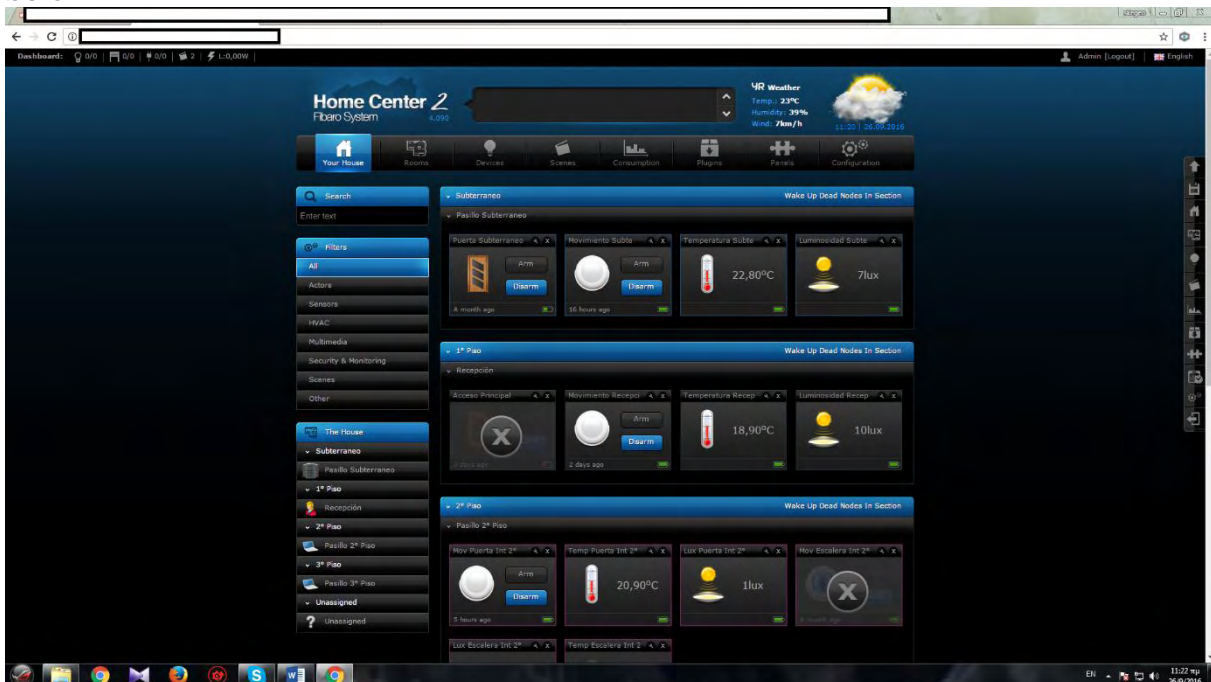 Dashboard: 0/0 | 0/0 | 0/0 | 2 | L:0,00W |
Admin [Logout] | English
Home Center 2
Fibaro System
4.090
YR Weather
Temp.: 23°C
Humidity: 39%
Wind: 7km/h
11:20 | 26.09.2016
Your House
Rooms
Devices
Scenes
Consumption
Plugins
Panels
Configuration
Search
Enter text
Filters
All
Actors
Sensors
HVAC
Multimedia
Security & Monitoring
Scenes
Other
The House
Subterraneo
Pasillo Subterraneo
1° Piso
Recepción
2° Piso
Pasillo 2° Piso
3° Piso
Pasillo 3° Piso
Unassigned
? Unassigned
Subterraneo
Wake Up Dead Nodes In Section
Pasillo Subterraneo
Puerta Subterraneo
Arm
Disarm
A month ago
Movimiento Subte
Arm
Disarm
16 hours ago
Temperatura Subte
22,80°C
Luminosidad Subte
7lux
1° Piso
Wake Up Dead Nodes In Section
Recepción
Acceso Principal
X
Movimiento Recepci
Arm
Disarm
2 days ago
Temperatura Recep
18,90°C
Luminosidad Recep
10lux
2° Piso
Wake Up Dead Nodes In Section
Pasillo 2° Piso
Mov Puerta Int 2°
Arm
Disarm
5 hours ago
Temp Puerta Int 2°
20,90°C
Lux Puerta Int 2°
1lux
Mov Escalera Int 2°
X
Lux Escalera Int 2°
Temp Escalera Int 2
EN
11:22 πμ
26/9/2016